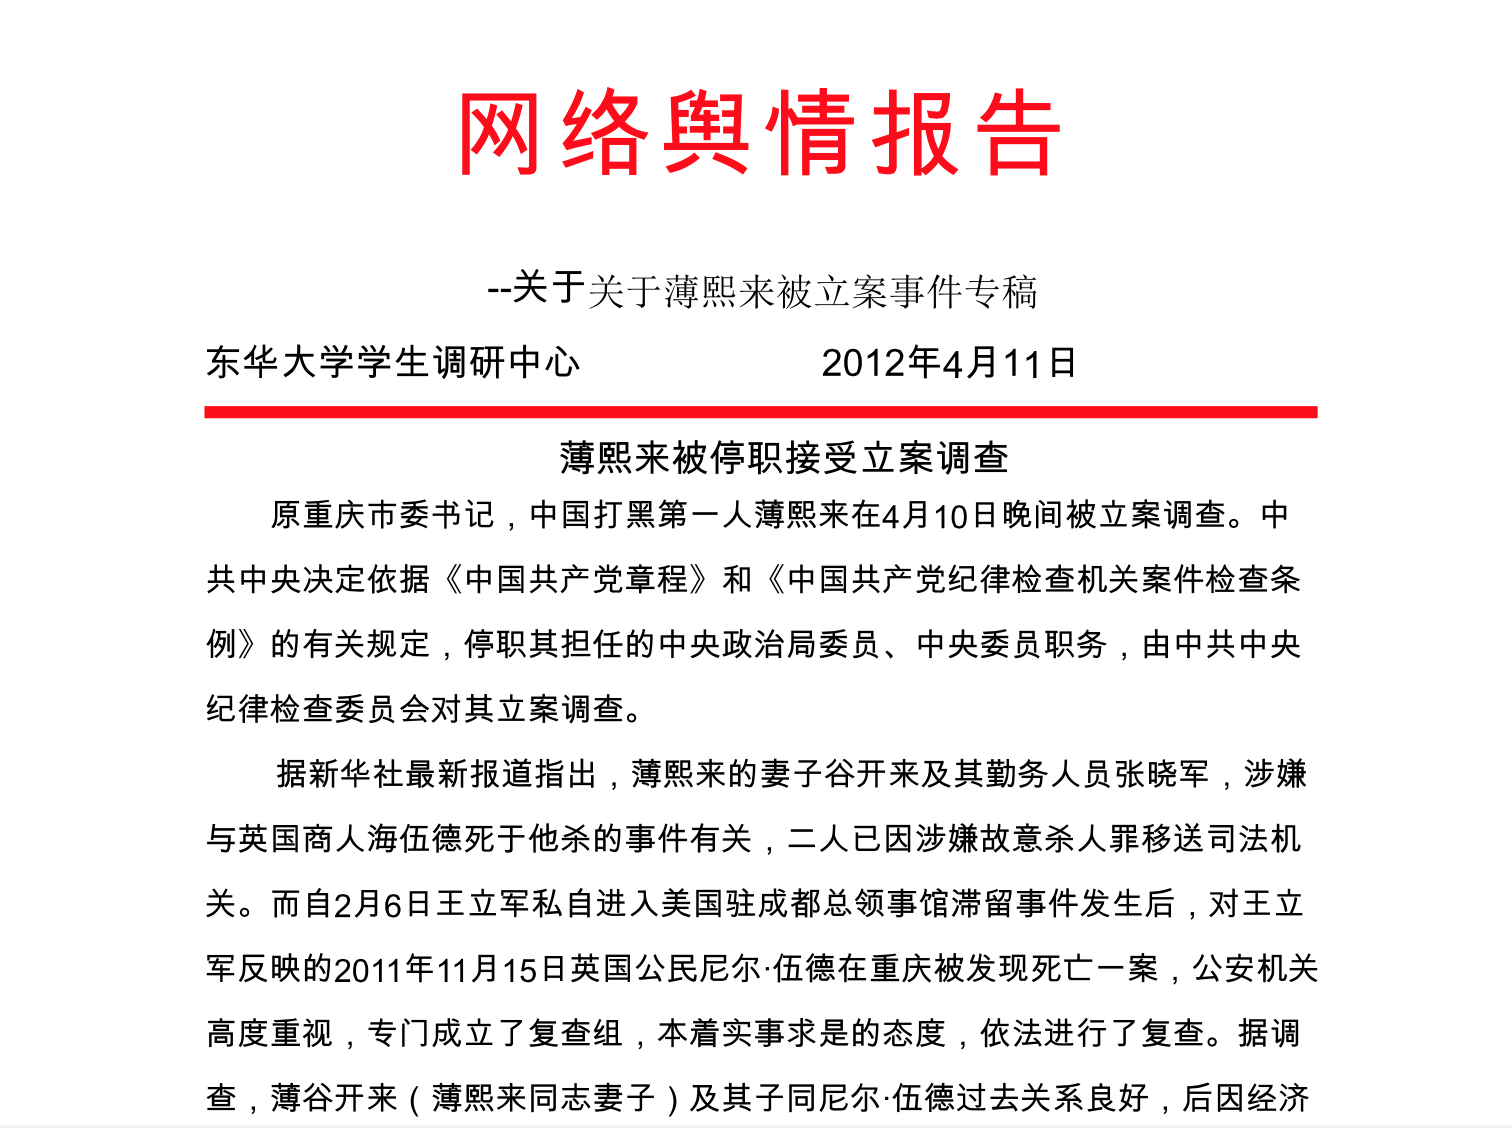 网络舆情报告
--关于关于薄熙来被立案事件专稿
东华大学学生调研中心 2012年4月11日
薄熙来被停职接受立案调查
原重庆市委书记，中国打黑第一人薄熙来在4月10日晚间被立案调查。中
共中央决定依据《中国共产党章程》和《中国共产党纪律检查机关案件检查条
例》的有关规定，停职其担任的中央政治局委员、中央委员职务，由中共中央
纪律检查委员会对其立案调查。
据新华社最新报道指出，薄熙来的妻子谷开来及其勤务人员张晓军，涉嫌
与英国商人海伍德死于他杀的事件有关，二人已因涉嫌故意杀人罪移送司法机
关。而自2月6日王立军私自进入美国驻成都总领事馆滞留事件发生后，对王立
军反映的2011年11月15日英国公民尼尔·伍德在重庆被发现死亡一案，公安机关
高度重视，专门成立了复查组，本着实事求是的态度，依法进行了复查。据调
查，薄谷开来（薄熙来同志妻子）及其子同尼尔·伍德过去关系良好，后因经济